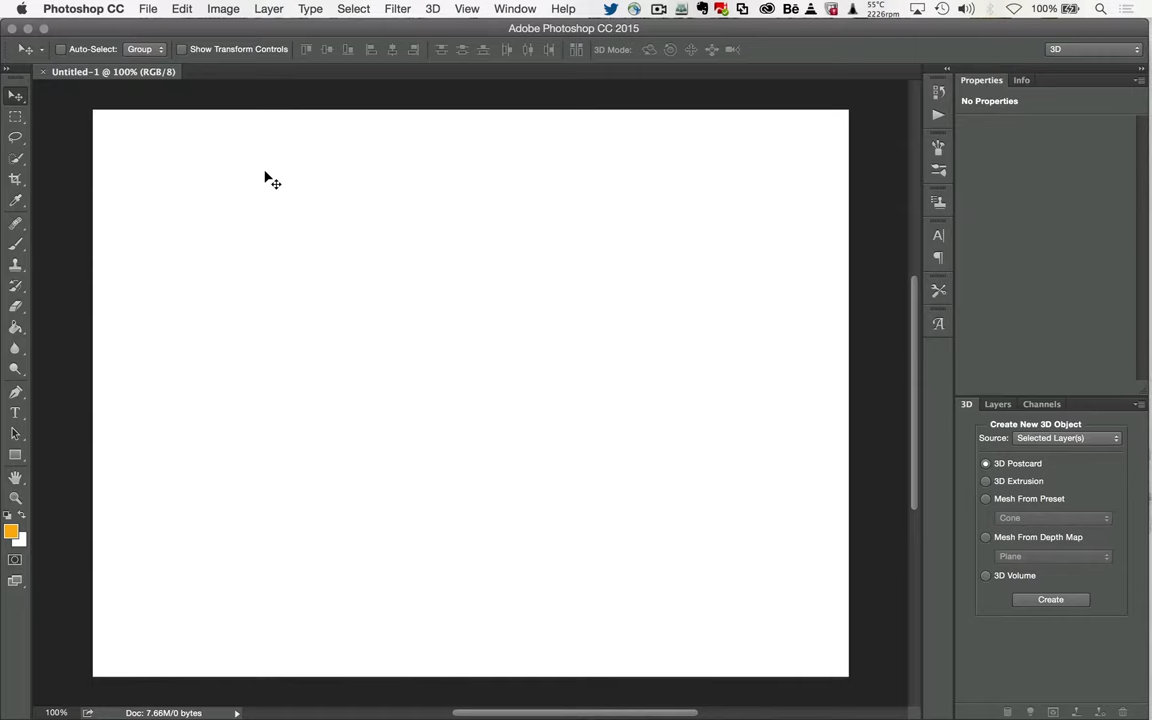 Photoshop CC File Edit Image Layer Type Select Filter 3D View Window Help 55°C 2226rpm 100%
Adobe Photoshop CC 2015
Auto-Select: Group Show Transform Controls 3D Mode: 3D
Untitled-1 @ 100% (RGB/8)
Properties Info
No Properties
3D Layers Channels
Create New 3D Object
Source: Selected Layer(s)
3D Postcard
3D Extrusion
Mesh From Preset
Cone
Mesh From Depth Map
Plane
3D Volume
Create
100% Doc: 7.66M/0 bytes